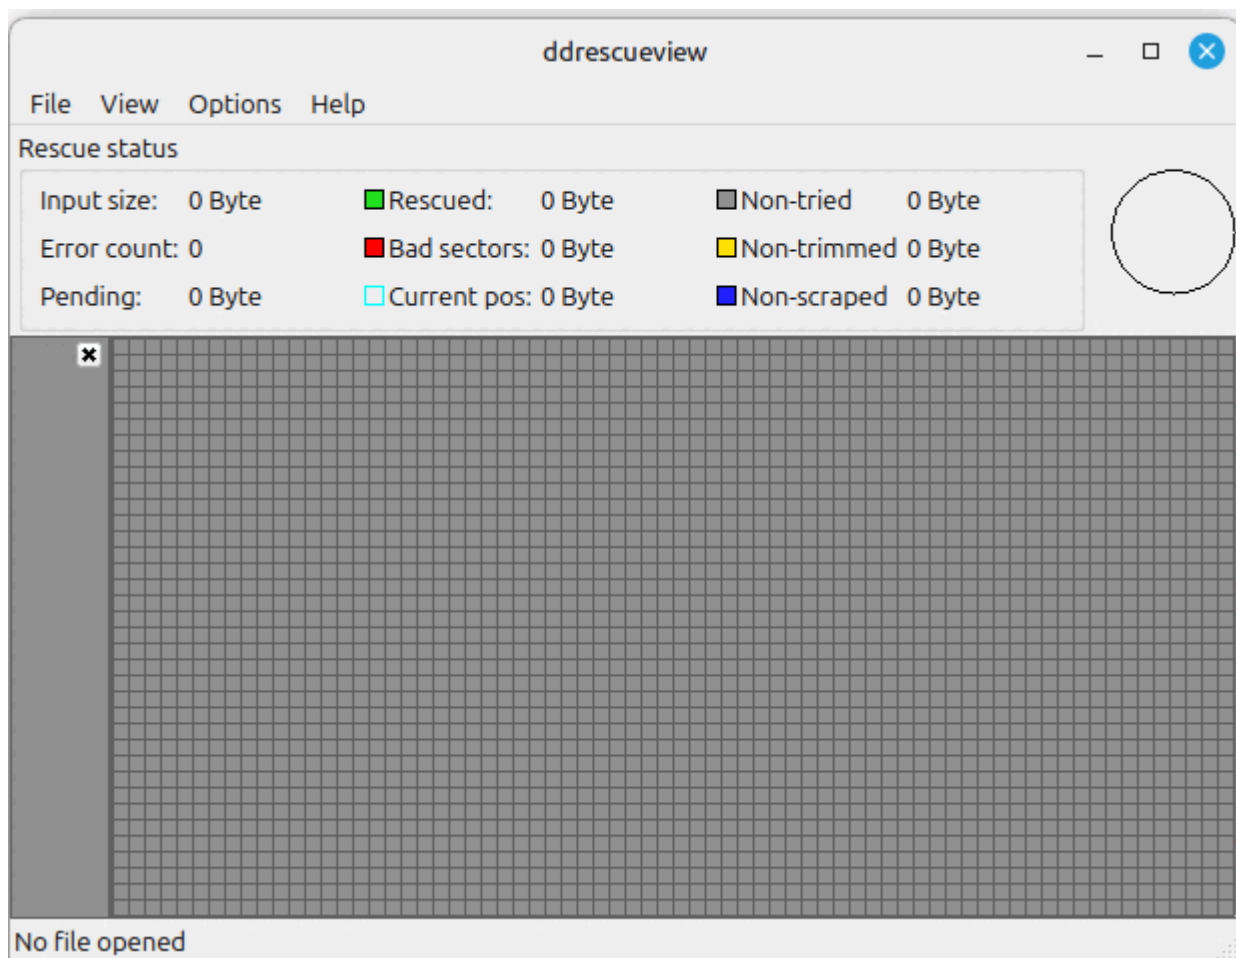 ddrescueview
File View Options Help
Rescue status
Input size: 0 Byte Rescued: 0 Byte Non-tried 0 Byte
Error count: 0 Bad sectors: 0 Byte Non-trimmed 0 Byte
Pending: 0 Byte Current pos: 0 Byte Non-scraped 0 Byte
No file opened